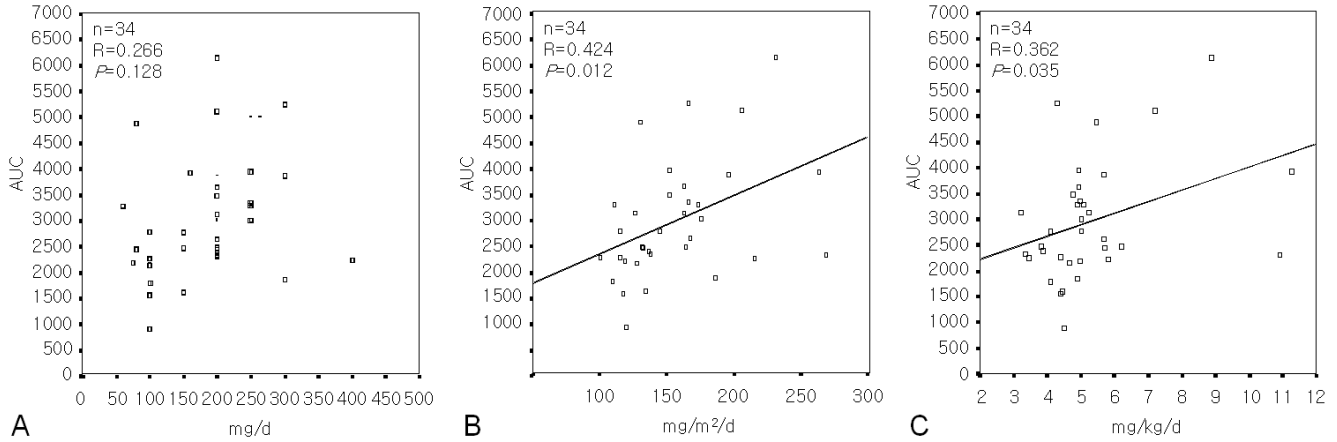 n=34
R=0.266
P=0.128
AUC
7000
6500
6000
5500
5000
4500
4000
3500
3000
2500
2000
1500
1000
500
0
0 50 100 150 200 250 300 350 400 450 500
mg/d
A
n=34
R=0.424
P=0.012
AUC
7000
6500
6000
5500
5000
4500
4000
3500
3000
2500
2000
1500
1000
100 150 200 250 300
mg/m²/d
B
n=34
R=0.362
P=0.035
AUC
7000
6500
6000
5500
5000
4500
4000
3500
3000
2500
2000
1500
1000
500
0
2 3 4 5 6 7 8 9 10 11 12
mg/kg/d
C